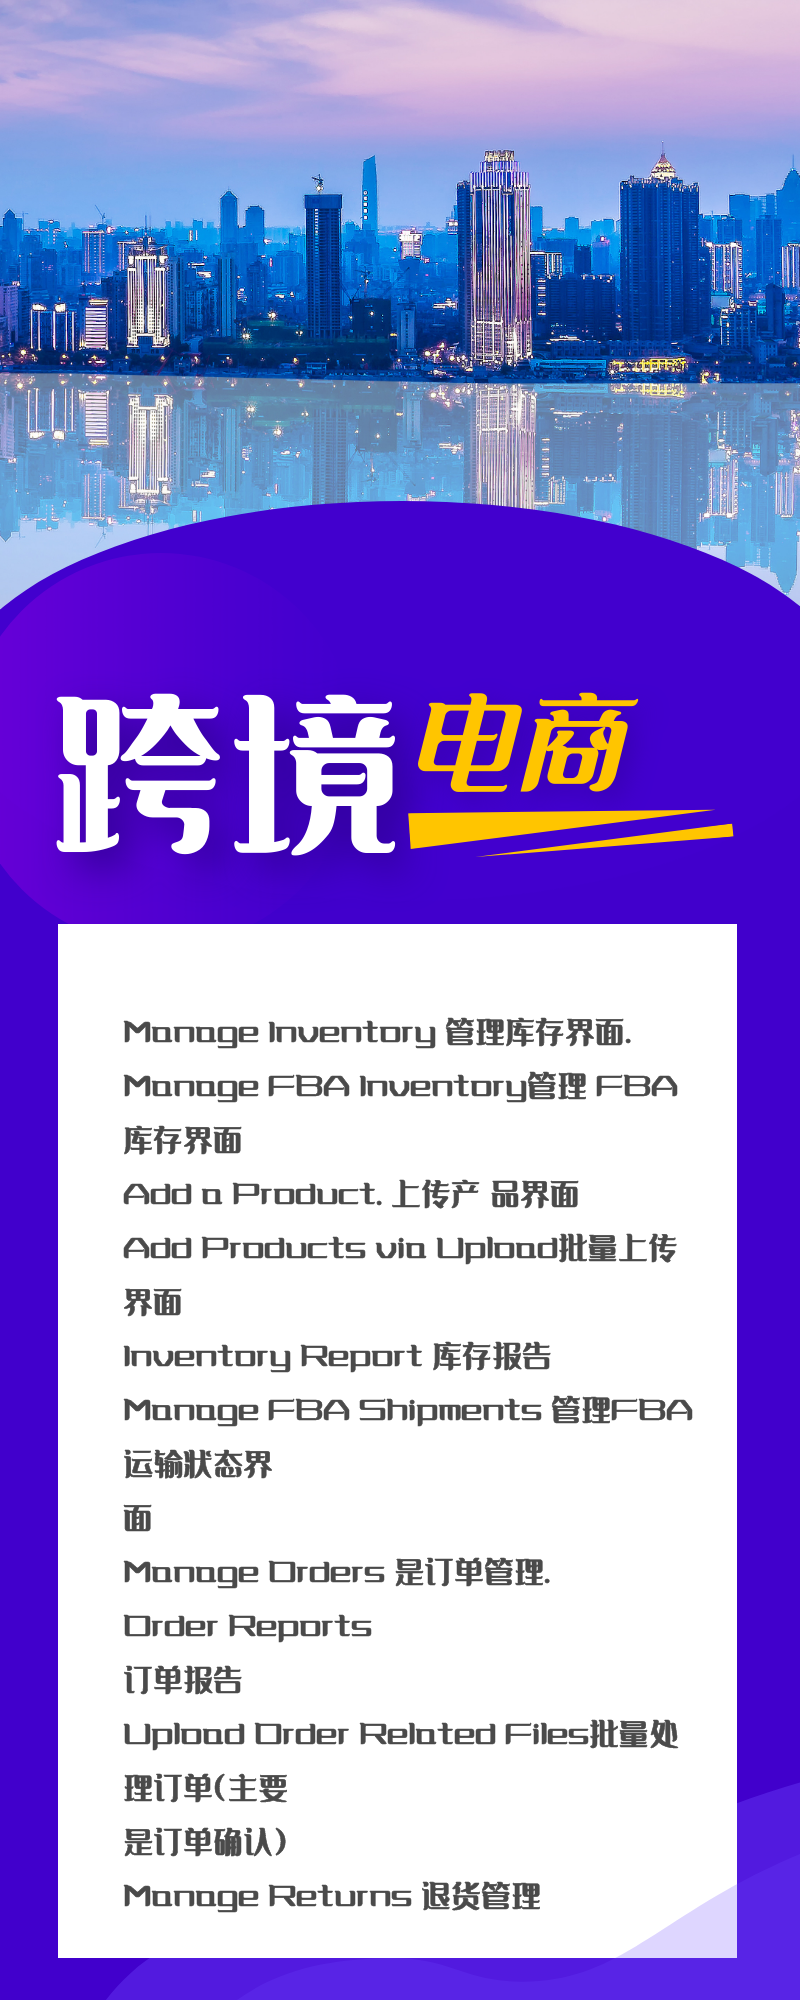 跨境电商
Manage Inventory 管理库存界面.
Manage FBA Inventory管理 FBA
库存界面
Add a Product. 上传产 品界面
Add Products via Upload批量上传
界面
Inventory Report 库存报告
Manage FBA Shipments 管理FBA
运输状态界
面
Manage Orders 是订单管理.
Order Reports
订单报告
Upload Order Related Files批量处
理订单(主要
是订单确认)
Manage Returns 退货管理